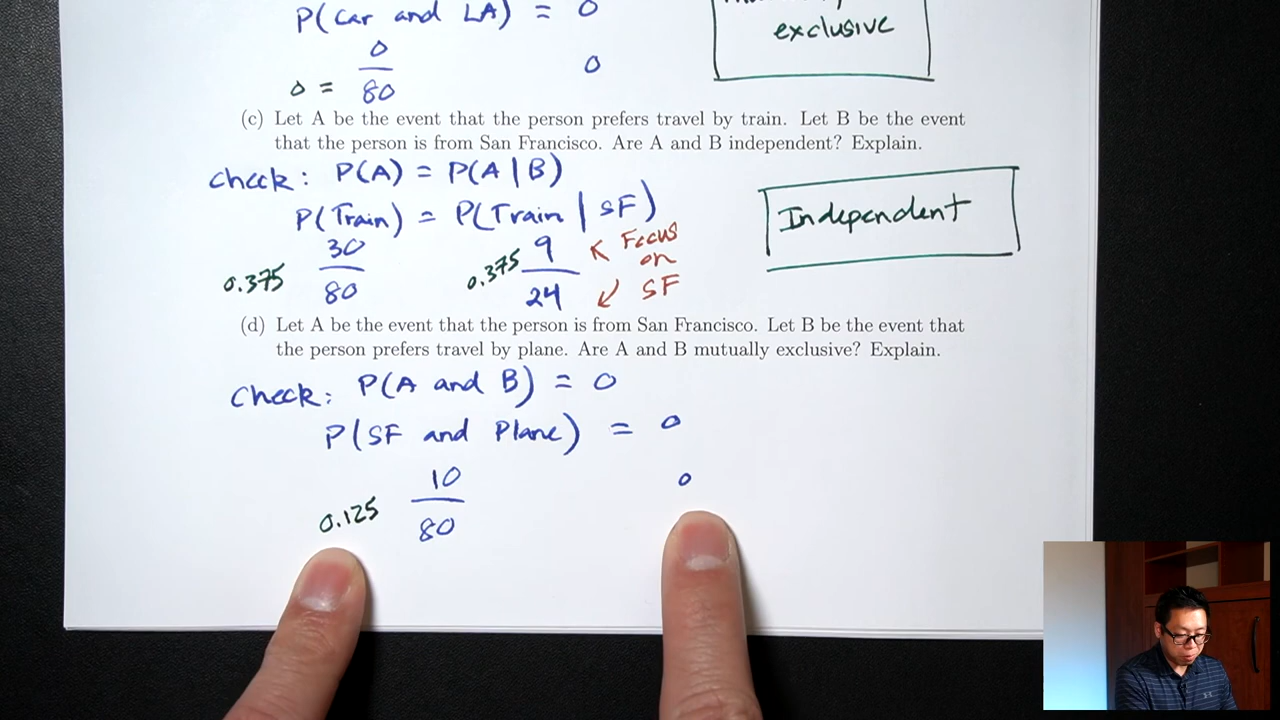 P(Car and LA) = 0
exclusive
0 = 0/80 0
(c) Let A be the event that the person prefers travel by train. Let B be the event
that the person is from San Francisco. Are A and B independent? Explain.
Check: P(A) = P(A|B)
P(Train) = P(Train | SF)
Independent
0.375 30/80 0.375 9/24
Focus
on
SF
(d) Let A be the event that the person is from San Francisco. Let B be the event that
the person prefers travel by plane. Are A and B mutually exclusive? Explain.
Check: P(A and B) = 0
P(SF and Plane) = 0
0.125 10/80 0